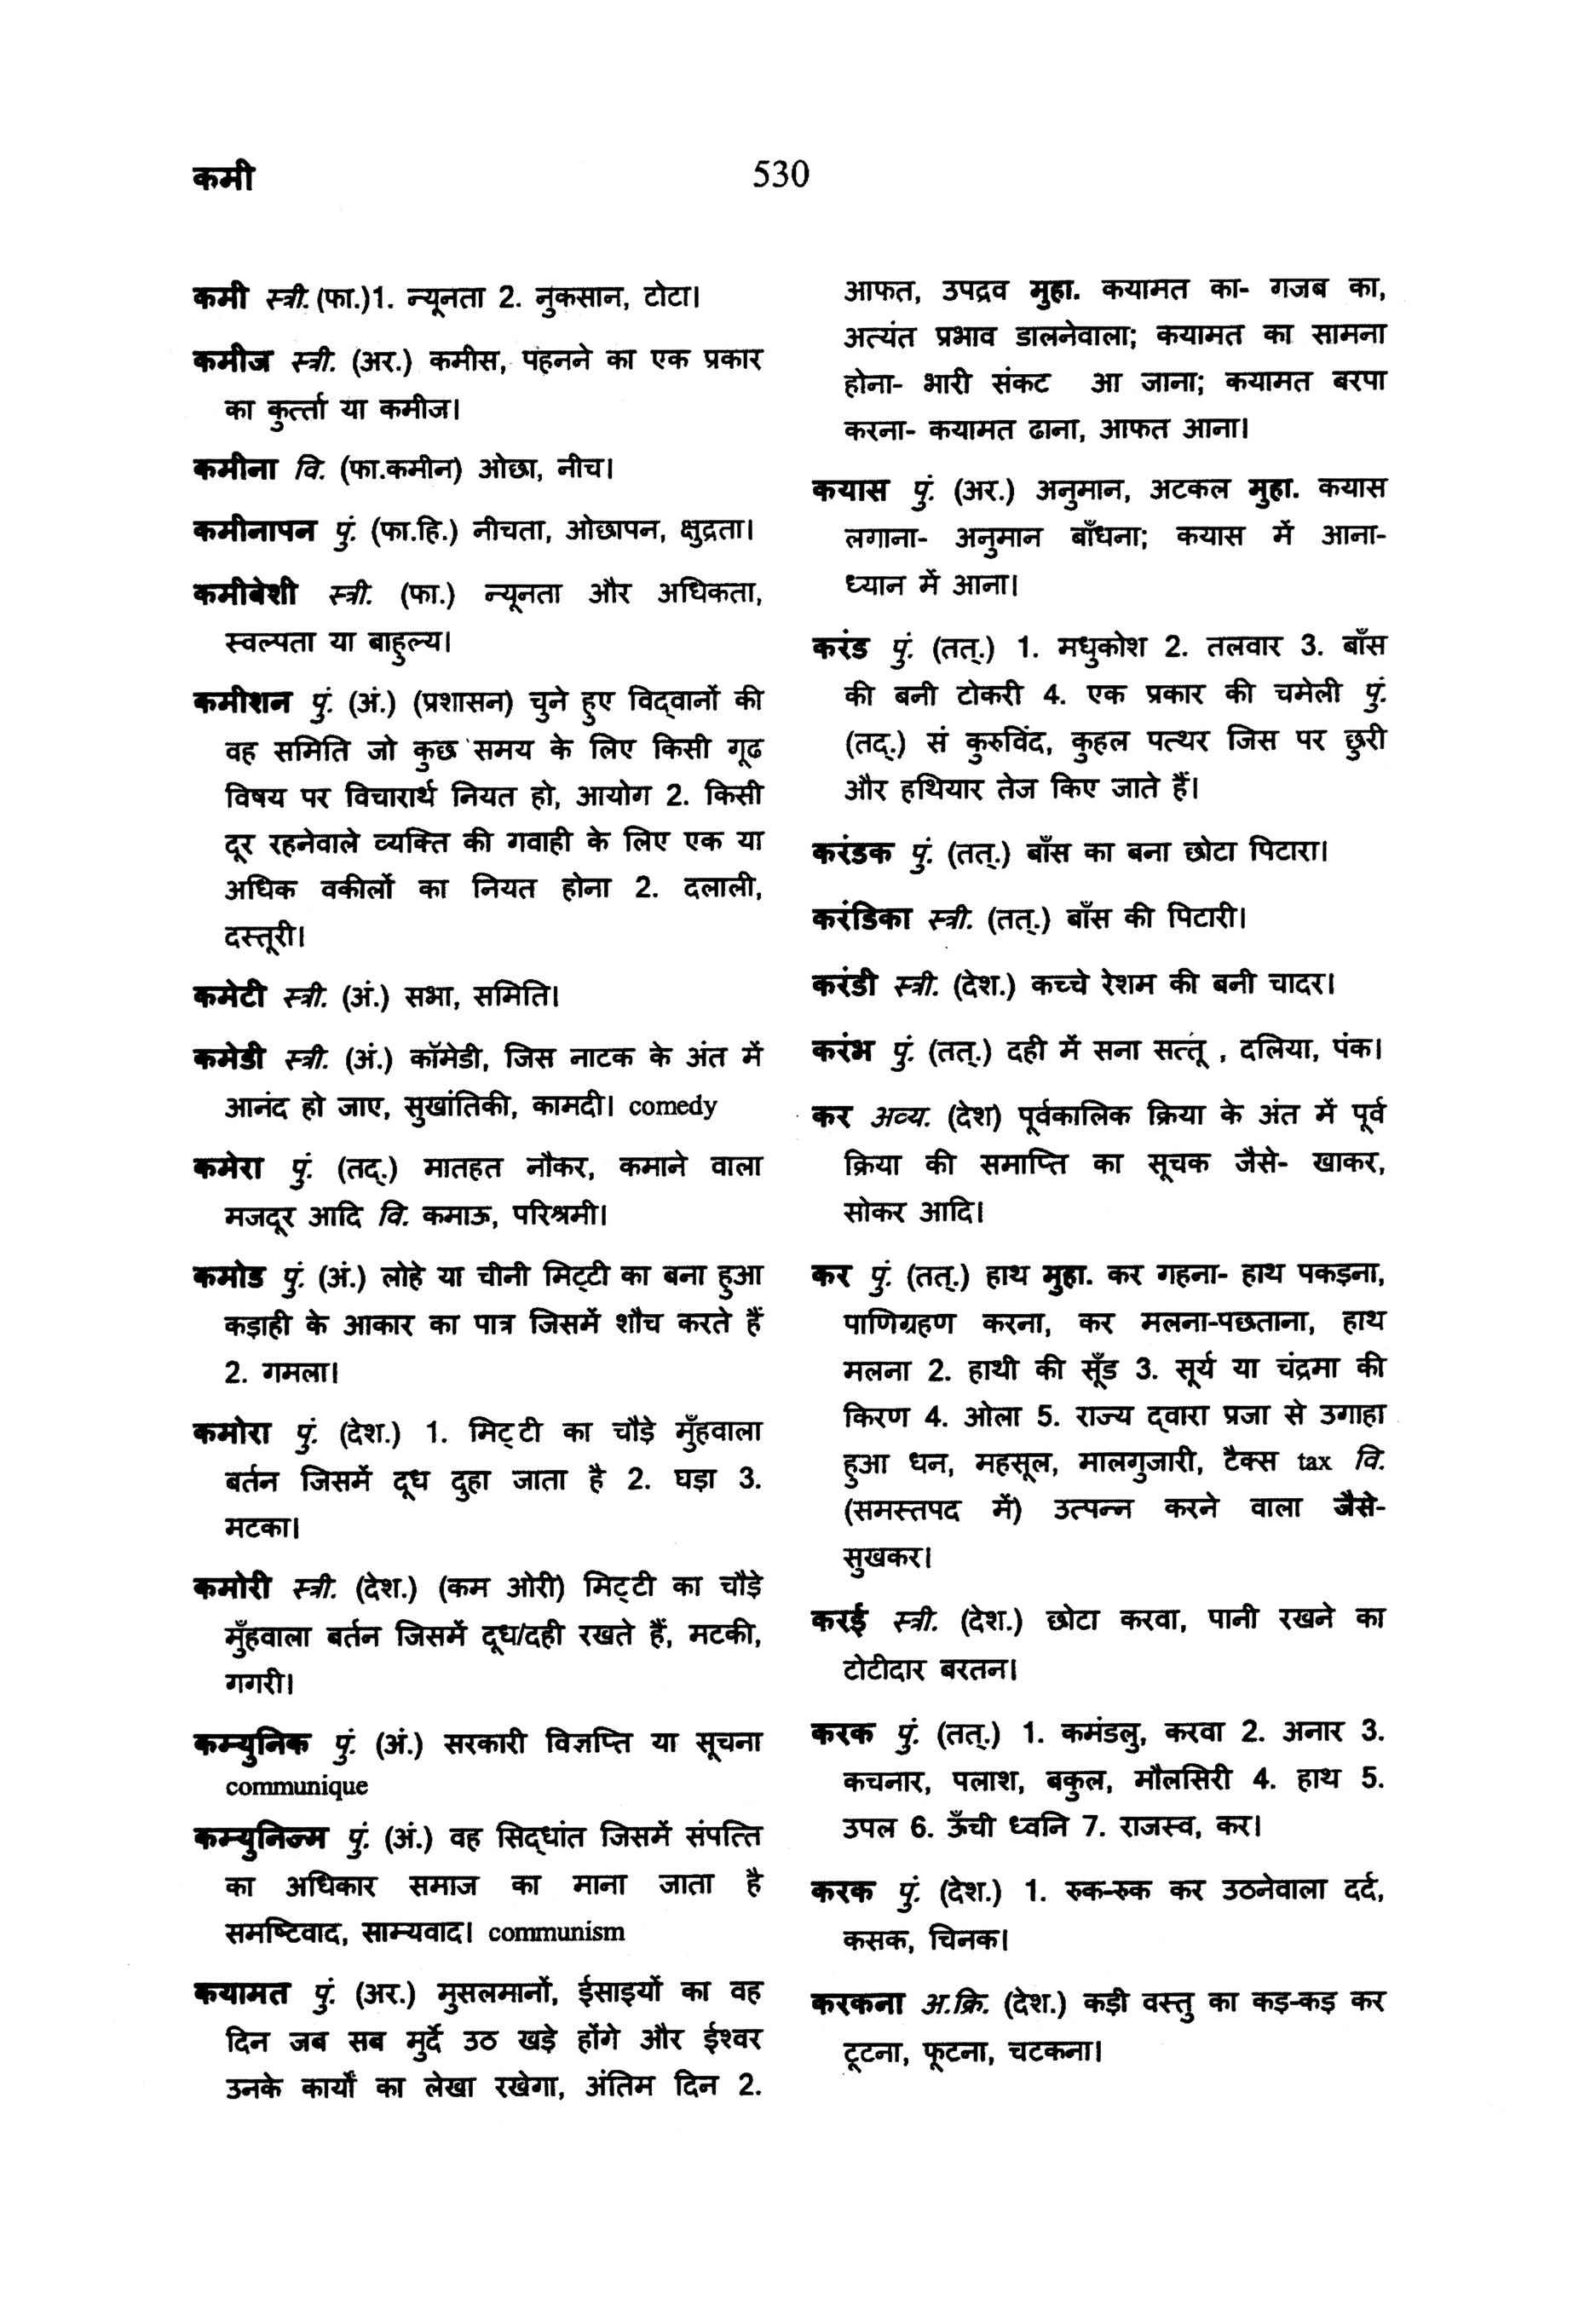 कमी
530
कमी स्त्री. (फा.)1. न्यूनता 2. नुकसान, टोटा।
कमीज स्त्री. (अर.) कमीस, पहनने का एक प्रकार
का कुर्त्ता या कमीज।
कमीना वि. (फा.कमीन) ओछा, नीच।
कमीनापन पुं. (फा.हि.) नीचता, ओछापन, क्षुद्रता।
कमीबेशी स्त्री. (फा.) न्यूनता और अधिकता,
स्वल्पता या बाहुल्य।
कमीशन पुं. (अं.) (प्रशासन) चुने हुए विद्‌वानों की
वह समिति जो कुछ समय के लिए किसी गूढ
विषय पर विचारार्थ नियत हो, आयोग 2. किसी
दूर रहनेवाले व्यक्ति की गवाही के लिए एक या
अधिक वकीलों का नियत होना 2. दलाली,
दस्तूरी।
कमेटी स्त्री. (अं.) सभा, समिति।
कमेडी स्त्री. (अं.) कॉमेडी, जिस नाटक के अंत में
आनंद हो जाए, सुखांतिकी, कामदी। comedy
कमेरा पुं. (तद्.) मातहत नौकर, कमाने वाला
मजदूर आदि वि. कमाऊ, परिश्रमी।
कमोड पुं. (अं.) लोहे या चीनी मिट्‌टी का बना हुआ
कड़ाही के आकार का पात्र जिसमें शौच करते हैं
2. गमला।
कमोरा पुं. (देश.) 1. मिट्‌टी का चौड़े मुँहवाला
बर्तन जिसमें दूध दुहा जाता है 2. घड़ा 3.
मटका।
कमोरी स्त्री. (देश.) (कम ओरी) मिट्‌टी का चौड़े
मुँहवाला बर्तन जिसमें दूध/दही रखते हैं, मटकी,
गगरी।
कम्युनिक पुं. (अं.) सरकारी विज्ञप्ति या सूचना
communique
कम्युनिज्म पुं. (अं.) वह सिद्‌धांत जिसमें संपत्ति
का अधिकार समाज का माना जाता है
समष्टिवाद, साम्यवाद। communism
कयामत पुं. (अर.) मुसलमानों, ईसाइयों का वह
दिन जब सब मुर्दे उठ खड़े होंगे और ईश्वर
उनके कार्यों का लेखा रखेगा, अंतिम दिन 2.
आफत, उपद्रव मुहा. कयामत का- गजब का,
अत्यंत प्रभाव डालनेवाला; कयामत का सामना
होना- भारी संकट आ जाना; कयामत बरपा
करना- कयामत ढाना, आफत आना।
कयास पुं. (अर.) अनुमान, अटकल मुहा. कयास
लगाना- अनुमान बाँधना; कयास में आना-
ध्यान में आना।
करंड पुं. (तत्.) 1. मधुकोश 2. तलवार 3. बाँस
की बनी टोकरी 4. एक प्रकार की चमेली पुं.
(तद्.) सं कुरुविंद, कुहल पत्थर जिस पर छुरी
और हथियार तेज किए जाते हैं।
करंडक पुं. (तत्.) बाँस का बना छोटा पिटारा।
करंडिका स्त्री. (तत्.) बाँस की पिटारी।
करंडी स्त्री. (देश.) कच्चे रेशम की बनी चादर।
करंभ पुं. (तत्.) दही में सना सत्तू , दलिया, पंक।
कर अव्य. (देश) पूर्वकालिक क्रिया के अंत में पूर्व
क्रिया की समाप्ति का सूचक जैसे- खाकर,
सोकर आदि।
कर पुं. (तत्.) हाथ मुहा. कर गहना- हाथ पकड़ना,
पाणिग्रहण करना, कर मलना-पछताना, हाथ
मलना 2. हाथी की सूँड 3. सूर्य या चंद्रमा की
किरण 4. ओला 5. राज्य द्‌वारा प्रजा से उगाहा
हुआ धन, महसूल, मालगुजारी, टैक्स tax वि.
(समस्तपद में) उत्पन्न करने वाला जैसे-
सुखकर।
करई स्त्री. (देश.) छोटा करवा, पानी रखने का
टोटीदार बरतन।
करक पुं. (तत्.) 1. कमंडलु, करवा 2. अनार 3.
कचनार, पलाश, बकुल, मौलसिरी 4. हाथ 5.
उपल 6. ऊँची ध्वनि 7. राजस्व, कर।
करक पुं. (देश.) 1. रुक-रुक कर उठनेवाला दर्द,
कसक, चिनक।
करकना अ.क्रि. (देश.) कड़ी वस्तु का कड़-कड़ कर
टूटना, फूटना, चटकना।